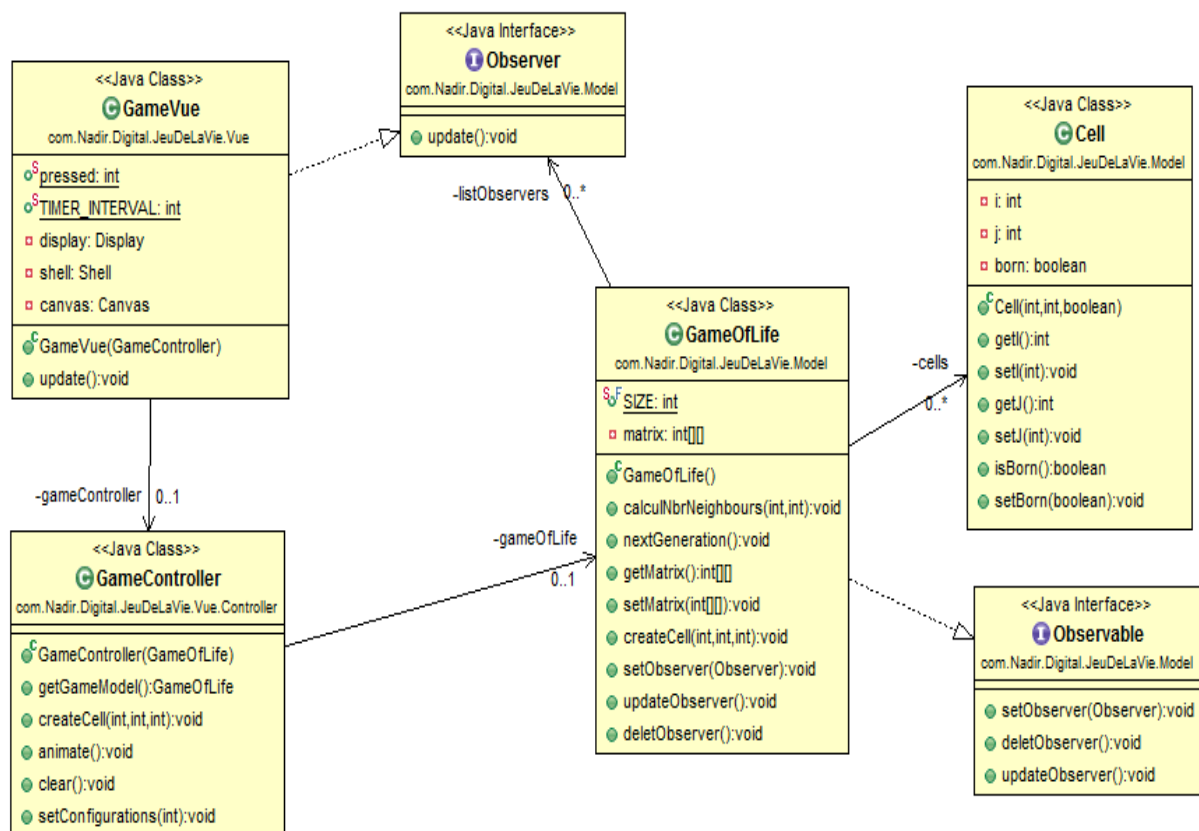 <<Java Class>>
GameVue
com.Nadir.Digital.JeuDeLaVie.Vue
pressed: int
TIMER_INTERVAL: int
display: Display
shell: Shell
canvas: Canvas
GameVue(GameController)
update():void
<<Java Interface>>
Observer
com.Nadir.Digital.JeuDeLaVie.Model
update():void
-listObservers
0..*
<<Java Class>>
Cell
com.Nadir.Digital.JeuDeLaVie.Model
i: int
j: int
born: boolean
Cell(int,int,boolean)
getI():int
setI(int):void
getJ():int
setJ(int):void
isBorn():boolean
setBorn(boolean):void
<<Java Class>>
GameOfLife
com.Nadir.Digital.JeuDeLaVie.Model
SIZE: int
matrix: int[][]
GameOfLife()
calculNbrNeighbours(int,int):void
nextGeneration():void
getMatrix():int[][]
setMatrix(int[][]):void
createCell(int,int,int):void
setObserver(Observer):void
updateObserver():void
deletObserver():void
-cells
0..*
-gameController
0..1
<<Java Class>>
GameController
com.Nadir.Digital.JeuDeLaVie.Vue.Controller
GameController(GameOfLife)
getGameModel():GameOfLife
createCell(int,int,int):void
animate():void
clear():void
setConfigurations(int):void
-gameOfLife
0..1
<<Java Interface>>
Observable
com.Nadir.Digital.JeuDeLaVie.Model
setObserver(Observer):void
deletObserver():void
updateObserver():void